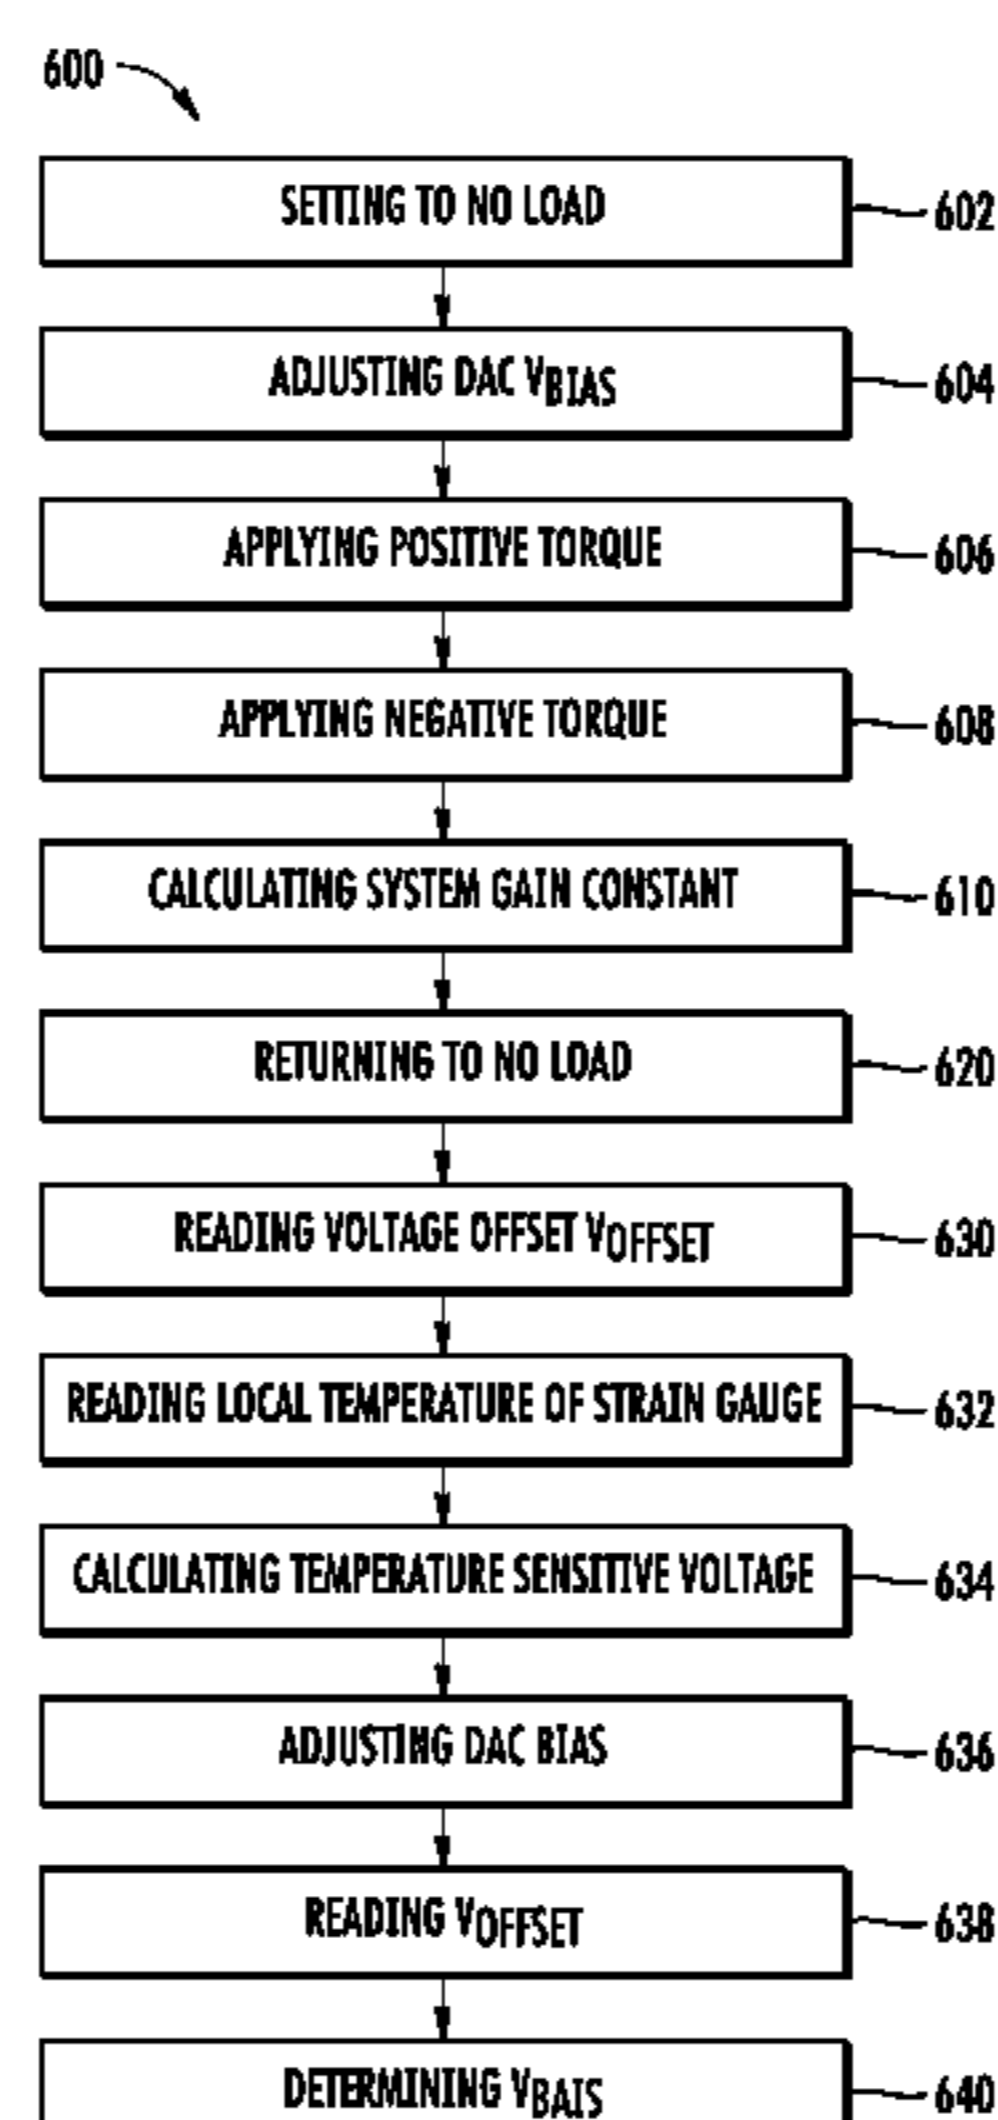 600
SETTING TO NO LOAD 602
ADJUSTING DAC VBIAS 604
APPLYING POSITIVE TORQUE 606
APPLYING NEGATIVE TORQUE 608
CALCULATING SYSTEM GAIN CONSTANT 610
RETURNING TO NO LOAD 620
READING VOLTAGE OFFSET VOFFSET 630
READING LOCAL TEMPERATURE OF STRAIN GAUGE 632
CALCULATING TEMPERATURE SENSITIVE VOLTAGE 634
ADJUSTING DAC BIAS 636
READING VOFFSET 638
DETERMINING VBAIS 640